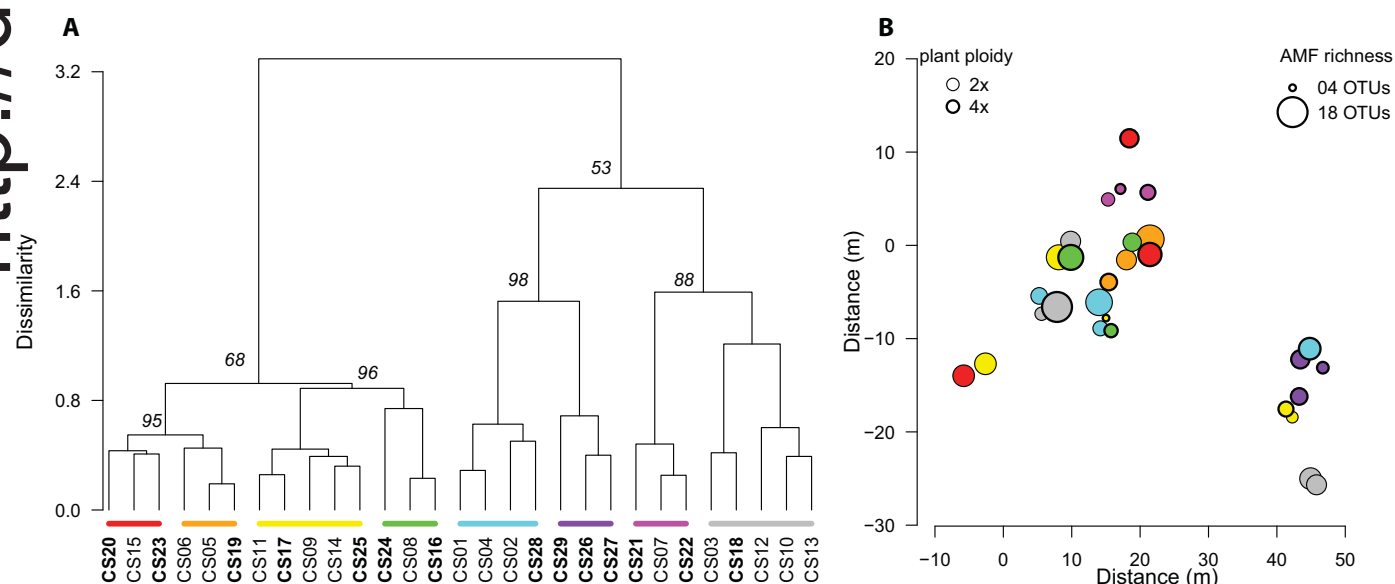 A
3.2
2.4
1.6
0.8
0.0
Dissimilarity
53
98
88
68
96
95
CS20
CS15
CS23
CS06
CS05
CS19
CS11
CS17
CS09
CS14
CS25
CS24
CS08
CS16
CS01
CS04
CS02
CS28
CS29
CS26
CS27
CS21
CS07
CS22
CS03
CS18
CS12
CS10
CS13
B
plant ploidy
2x
4x
AMF richness
04 OTUs
18 OTUs
20
10
0
−10
−20
−30
Distance (m)
−10
0
10
20
30
40
50
Distance (m)